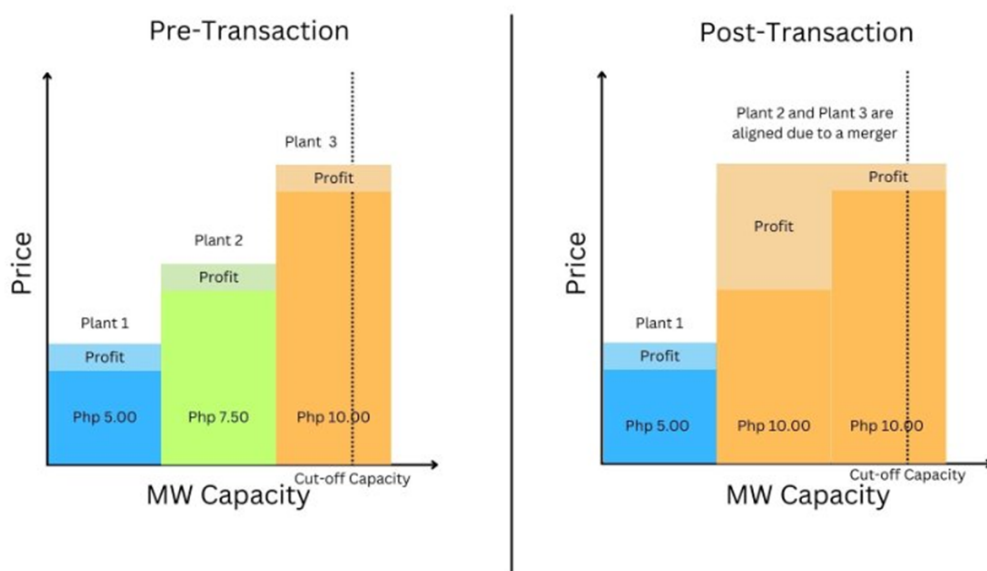 Pre-Transaction
Plant  3
Profit
Plant 2
Profit
Plant 1
Profit
Php 5.00
Php 7.50
Php 10.00
Price
Cut-off Capacity
MW Capacity
Post-Transaction
Plant 2 and Plant 3 are
aligned due to a merger
Profit
Profit
Plant 1
Profit
Php 5.00
Php 10.00
Php 10.00
Price
Cut-off Capacity
MW Capacity